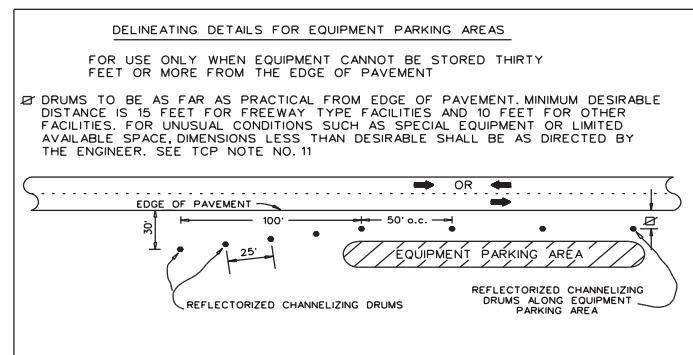 DELINEATING DETAILS FOR EQUIPMENT PARKING AREAS
FOR USE ONLY WHEN EQUIPMENT CANNOT BE STORED THIRTY
FEET OR MORE FROM THE EDGE OF PAVEMENT
DRUMS TO BE AS FAR AS PRACTICAL FROM EDGE OF PAVEMENT. MINIMUM DESIRABLE
DISTANCE IS 15 FEET FOR FREEWAY TYPE FACILITIES AND 10 FEET FOR OTHER
FACILITIES. FOR UNUSUAL CONDITIONS SUCH AS SPECIAL EQUIPMENT OR LIMITED
AVAILABLE SPACE, DIMENSIONS LESS THAN DESIRABLE SHALL BE AS DIRECTED BY
THE ENGINEER. SEE TCP NOTE NO. 11
OR
EDGE OF PAVEMENT
30'
100'
50' o.c.
25'
EQUIPMENT PARKING AREA
REFLECTORIZED CHANNELIZING DRUMS
REFLECTORIZED CHANNELIZING
DRUMS ALONG EQUIPMENT
PARKING AREA